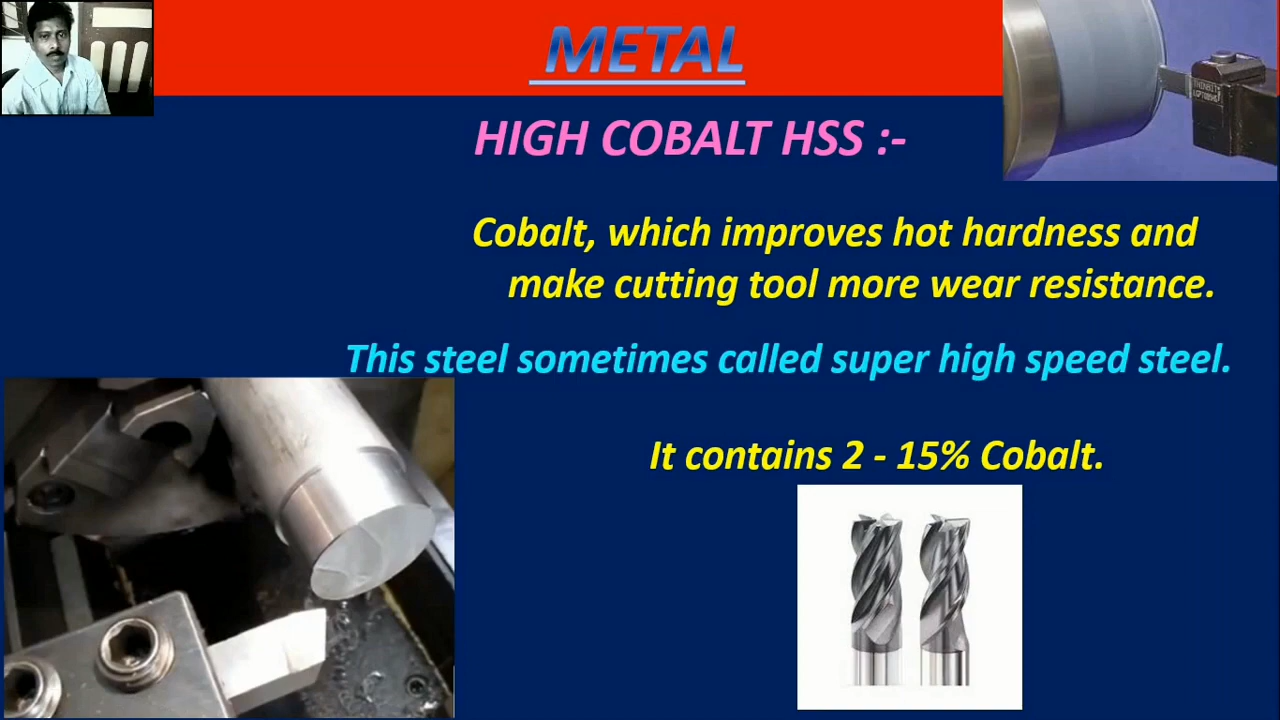 METAL
HIGH COBALT HSS :-
Cobalt, which improves hot hardness and
make cutting tool more wear resistance.
This steel sometimes called super high speed steel.
It contains 2 - 15% Cobalt.